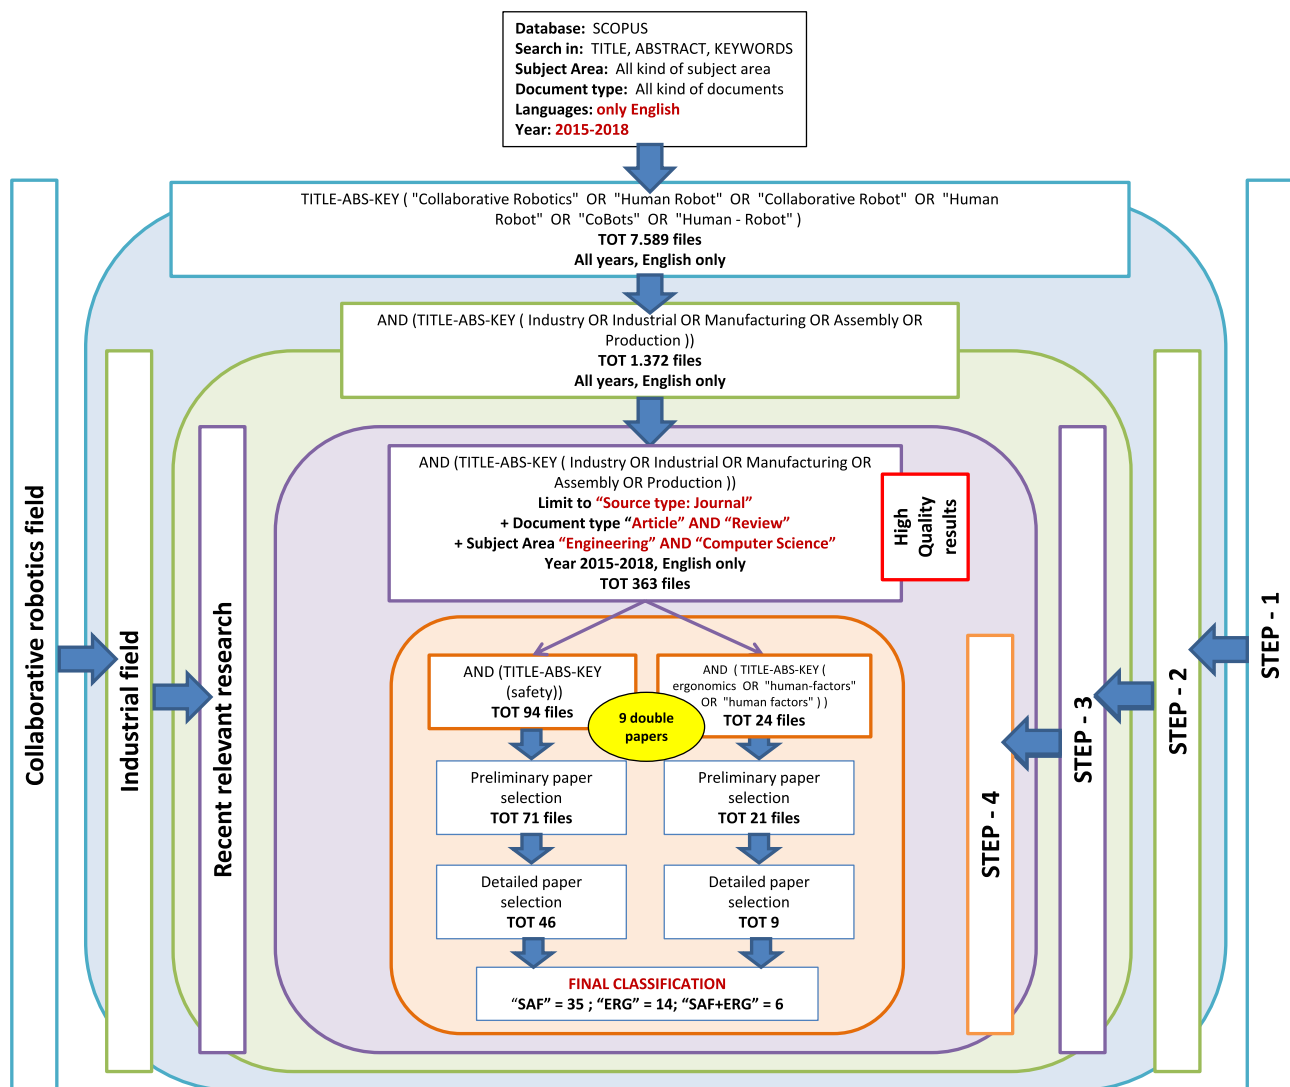 Database: SCOPUS
Search in: TITLE, ABSTRACT, KEYWORDS
Subject Area: All kind of subject area
Document type: All kind of documents
Languages: only English
Year: 2015-2018
TITLE-ABS-KEY ( "Collaborative Robotics" OR "Human Robot" OR "Collaborative Robot" OR "Human
Robot" OR "CoBots" OR "Human - Robot" )
TOT 7.589 files
All years, English only
AND (TITLE-ABS-KEY ( Industry OR Industrial OR Manufacturing OR Assembly OR
Production ))
TOT 1.372 files
All years, English only
AND (TITLE-ABS-KEY ( Industry OR Industrial OR Manufacturing OR
Assembly OR Production ))
Limit to “Source type: Journal”
+ Document type “Article” AND “Review”
+ Subject Area “Engineering” AND “Computer Science”
Year 2015-2018, English only
TOT 363 files
High
Quality
results
AND (TITLE-ABS-KEY
(safety))
TOT 94 files
AND ( TITLE-ABS-KEY (
ergonomics OR "human-factors"
OR "human factors" ) )
TOT 24 files
9 double
papers
Preliminary paper
selection
TOT 71 files
Preliminary paper
selection
TOT 21 files
Detailed paper
selection
TOT 46
Detailed paper
selection
TOT 9
FINAL CLASSIFICATION
“SAF” = 35 ; “ERG” = 14; “SAF+ERG” = 6
Collaborative robotics field
Industrial field
Recent relevant research
STEP - 4
STEP - 3
STEP - 2
STEP - 1